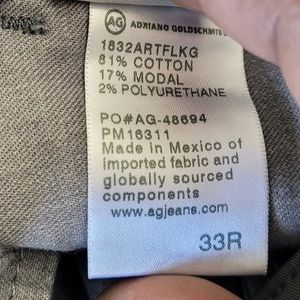 AG ADRIANO GOLDSCHMIED
1832ARTFLKG
81% COTTON
17% MODAL
2% POLYURETHANE
PO#AG-48694
PM16311
Made in Mexico of
imported fabric and
globally sourced
components
www.agjeans.com
33R